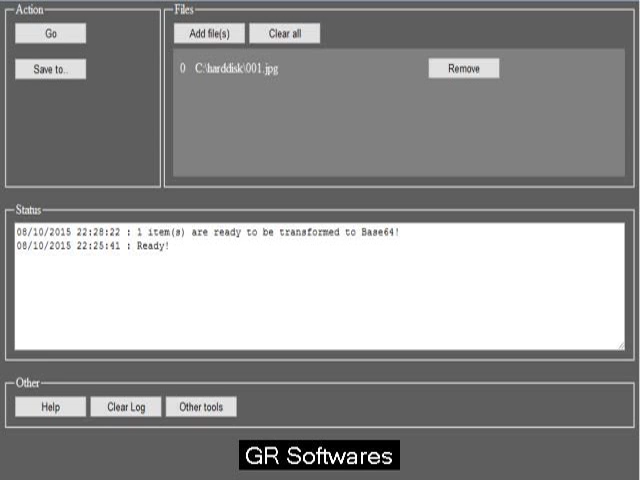 Action
Go
Save to..
Files
Add file(s) Clear all
0 C:\harddisk\001.jpg Remove
Status
08/10/2015 22:28:22 : 1 item(s) are ready to be transformed to Base64!
08/10/2015 22:25:41 : Ready!
Other
Help Clear Log Other tools
GR Softwares